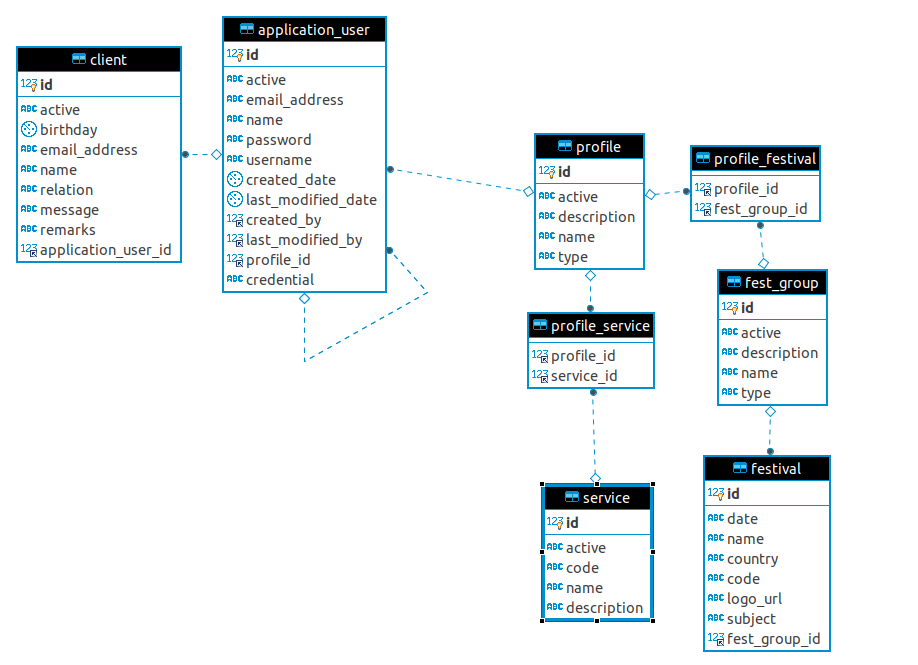 client
123 id
ABC active
birthday
ABC email_address
ABC name
ABC relation
ABC message
ABC remarks
123 application_user_id
application_user
123 id
ABC active
ABC email_address
ABC name
ABC password
ABC username
created_date
last_modified_date
123 created_by
123 last_modified_by
123 profile_id
ABC credential
profile
123 id
ABC active
ABC description
ABC name
ABC type
profile_festival
123 profile_id
123 fest_group_id
profile_service
123 profile_id
123 service_id
fest_group
123 id
ABC active
ABC description
ABC name
ABC type
service
123 id
ABC active
ABC code
ABC name
ABC description
festival
123 id
ABC date
ABC name
ABC country
ABC code
ABC logo_url
ABC subject
123 fest_group_id